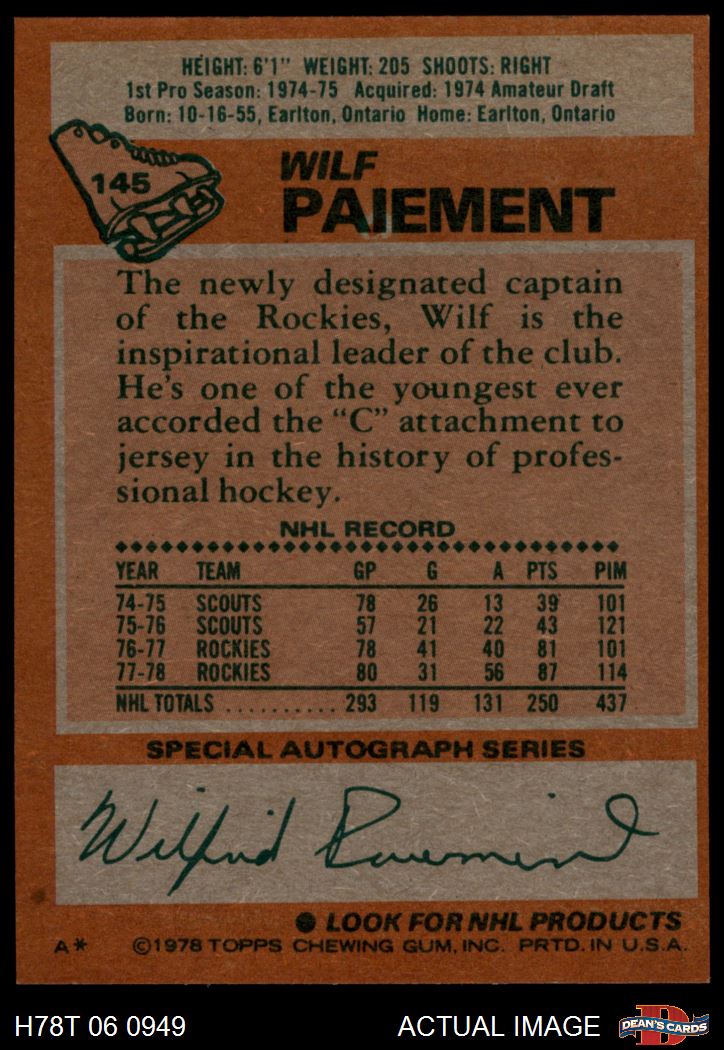 HEIGHT: 6'1" WEIGHT: 205 SHOOTS: RIGHT
1st Pro Season: 1974-75 Acquired: 1974 Amateur Draft
Born: 10-16-55, Earlton, Ontario Home: Earlton, Ontario
145
WILF
PAIEMENT
The newly designated captain
of the Rockies, Wilf is the
inspirational leader of the club.
He's one of the youngest ever
accorded the "C" attachment to
jersey in the history of profes-
sional hockey.
NHL RECORD
YEAR TEAM GP G A PTS PIM
74-75 SCOUTS 78 26 13 39 101
75-76 SCOUTS 57 21 22 43 121
76-77 ROCKIES 78 41 40 81 101
77-78 ROCKIES 80 31 56 87 114
NHL TOTALS .......... 293 119 131 250 437
SPECIAL AUTOGRAPH SERIES
Wilfrid Paiement
● LOOK FOR NHL PRODUCTS
A* ©1978 TOPPS CHEWING GUM, INC. PRTD. IN U.S.A.
H78T 06 0949 ACTUAL IMAGE
D
DEAN'S CARDS